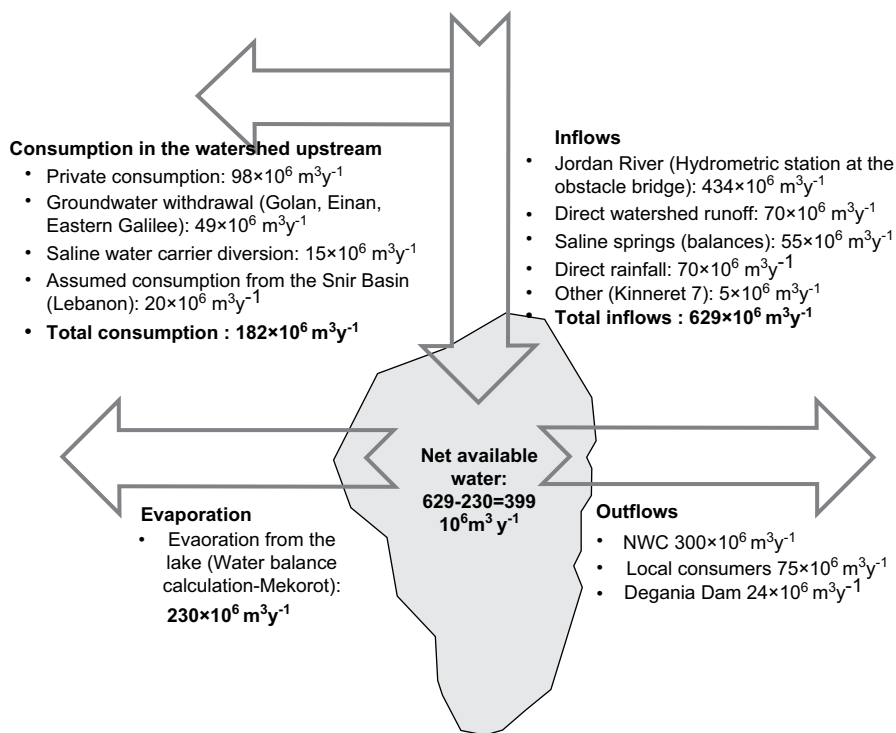 Consumption in the watershed upstream
• Private consumption: 98×10⁶ m³y⁻¹
• Groundwater withdrawal (Golan, Einan,
Eastern Galilee): 49×10⁶ m³y⁻¹
• Saline water carrier diversion: 15×10⁶ m³y⁻¹
• Assumed consumption from the Snir Basin
(Lebanon): 20×10⁶ m³y⁻¹
• Total consumption : 182×10⁶ m³y⁻¹
Inflows
• Jordan River (Hydrometric station at the
obstacle bridge): 434×10⁶ m³y⁻¹
• Direct watershed runoff: 70×10⁶ m³y⁻¹
• Saline springs (balances): 55×10⁶ m³y⁻¹
• Direct rainfall: 70×10⁶ m³y⁻¹
• Other (Kinneret 7): 5×10⁶ m³y⁻¹
• Total inflows : 629×10⁶ m³y⁻¹
Net available
water:
629-230=399
10⁶m³ y⁻¹
Evaporation
• Evaoration from the
lake (Water balance
calculation-Mekorot):
230×10⁶ m³y⁻¹
Outflows
• NWC 300×10⁶ m³y⁻¹
• Local consumers 75×10⁶ m³y⁻¹
• Degania Dam 24×10⁶ m³y⁻¹